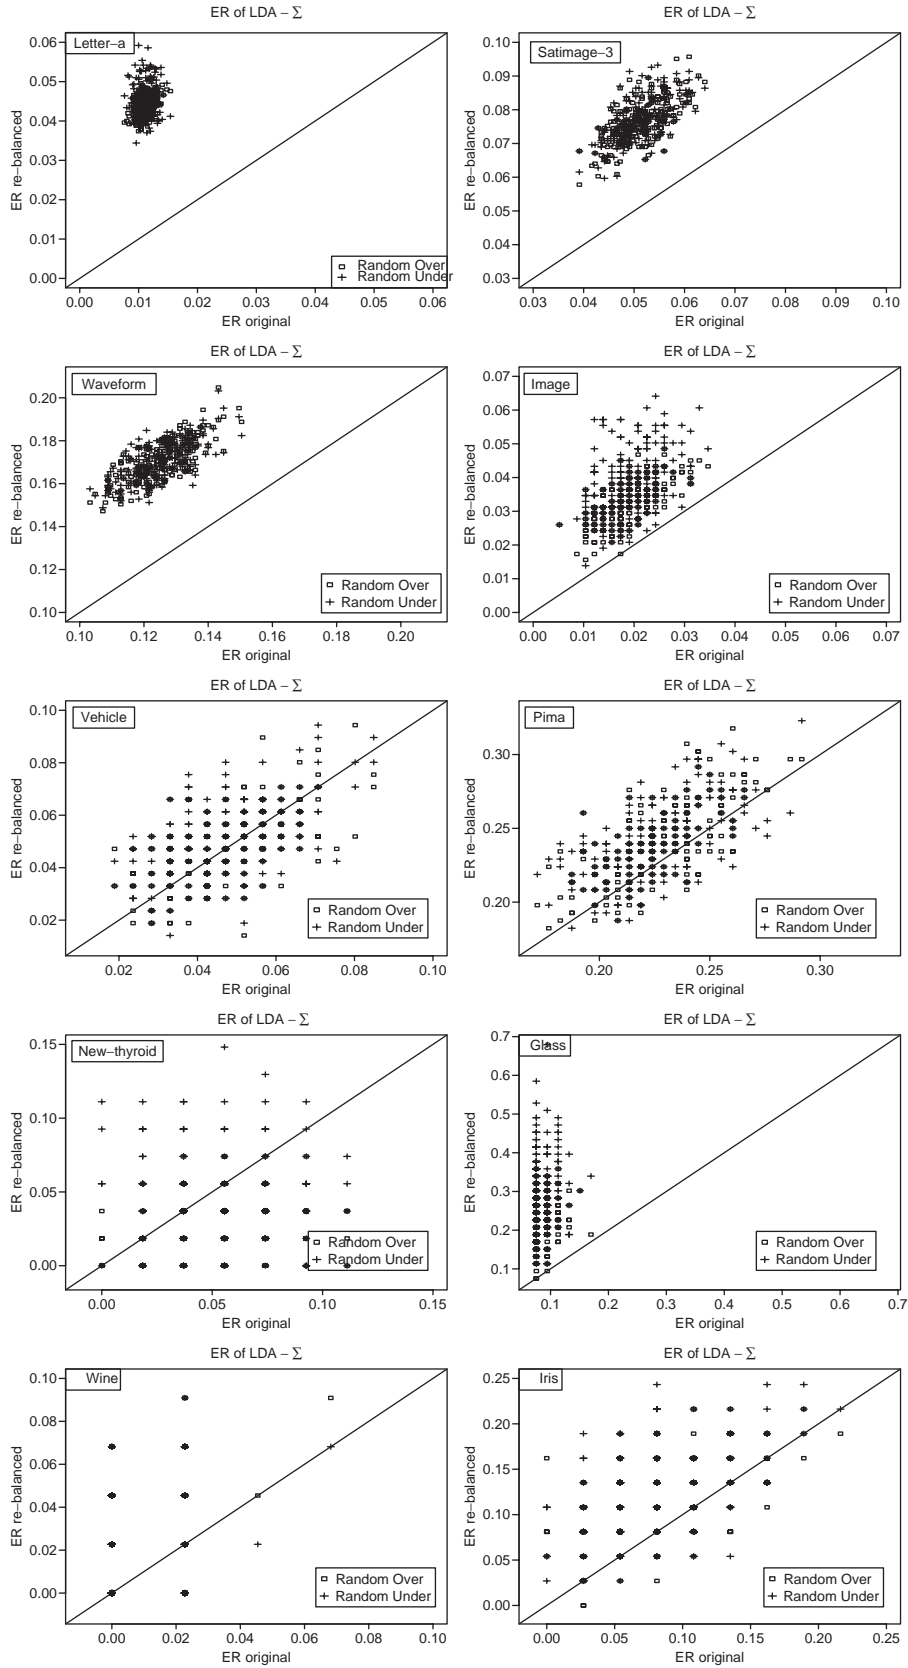 ER of LDA – Σ
Letter–a
ER re–balanced
0.06
0.05
0.04
0.03
0.02
0.01
0.00
Random Over
Random Under
0.00 0.01 0.02 0.03 0.04 0.05 0.06
ER original
ER of LDA – Σ
Satimage–3
ER re–balanced
0.10
0.09
0.08
0.07
0.06
0.05
0.04
0.03
0.03 0.04 0.05 0.06 0.07 0.08 0.09 0.10
ER original
ER of LDA – Σ
Waveform
ER re–balanced
0.20
0.18
0.16
0.14
0.12
0.10
Random Over
Random Under
0.10 0.12 0.14 0.16 0.18 0.20
ER original
ER of LDA – Σ
Image
ER re–balanced
0.07
0.06
0.05
0.04
0.03
0.02
0.01
0.00
Random Over
Random Under
0.00 0.01 0.02 0.03 0.04 0.05 0.06 0.07
ER original
ER of LDA – Σ
Vehicle
ER re–balanced
0.10
0.08
0.06
0.04
0.02
Random Over
Random Under
0.02 0.04 0.06 0.08 0.10
ER original
ER of LDA – Σ
Pima
ER re–balanced
0.30
0.25
0.20
Random Over
Random Under
0.20 0.25 0.30
ER original
ER of LDA – Σ
New–thyroid
ER re–balanced
0.15
0.10
0.05
0.00
Random Over
Random Under
0.00 0.05 0.10 0.15
ER original
ER of LDA – Σ
Glass
ER re–balanced
0.7
0.6
0.5
0.4
0.3
0.2
0.1
Random Over
Random Under
0.1 0.2 0.3 0.4 0.5 0.6 0.7
ER original
ER of LDA – Σ
Wine
ER re–balanced
0.10
0.08
0.06
0.04
0.02
0.00
Random Over
Random Under
0.00 0.02 0.04 0.06 0.08 0.10
ER original
ER of LDA – Σ
Iris
ER re–balanced
0.25
0.20
0.15
0.10
0.05
0.00
Random Over
Random Under
0.00 0.05 0.10 0.15 0.20 0.25
ER original